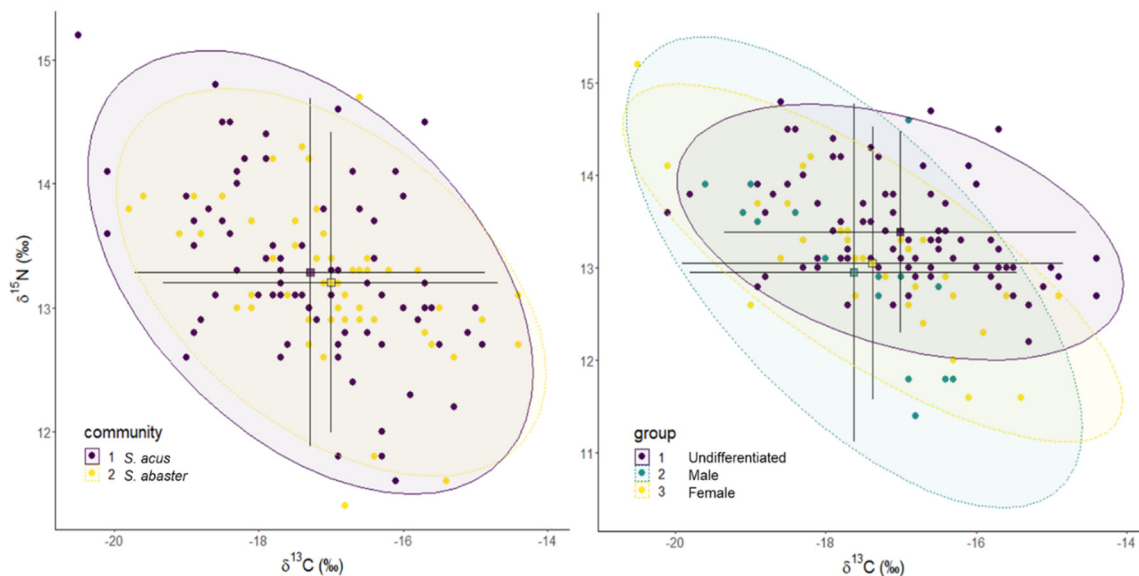 15
14
13
12
δ15N (‰)
community
1 S. acus
2 S. abaster
-20
-18
-16
-14
δ13C (‰)
15
14
13
12
11
group
1 Undifferentiated
2 Male
3 Female
-20
-18
-16
-14
δ13C (‰)